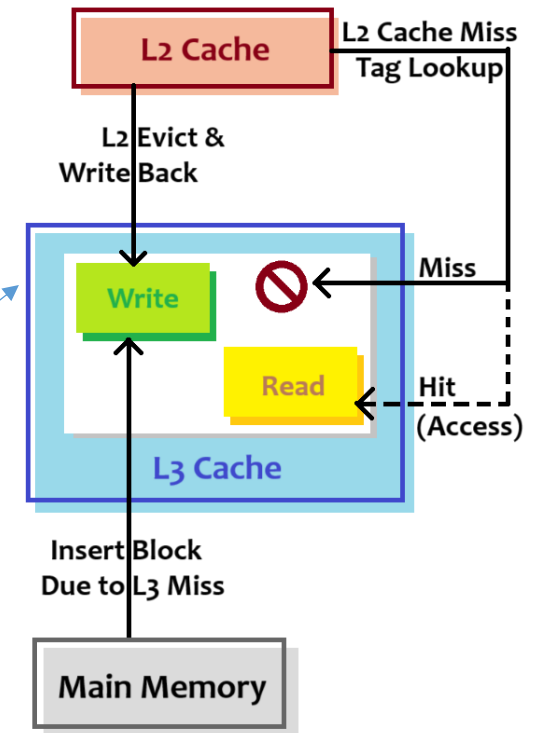 L2 Cache
L2 Cache Miss
Tag Lookup
L2 Evict &
Write Back
Write
Miss
Read
Hit
(Access)
L3 Cache
Insert Block
Due to L3 Miss
Main Memory